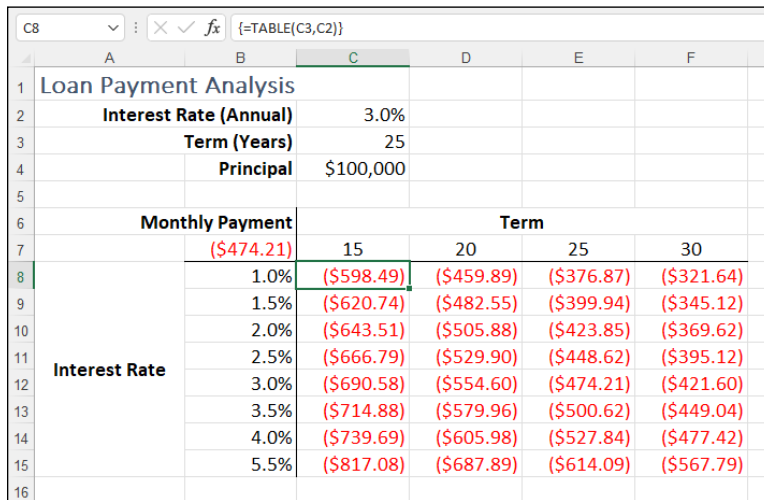 C8 fx {=TABLE(C3,C2)}
A B C D E F
1 Loan Payment Analysis
2 Interest Rate (Annual) 3.0%
3 Term (Years) 25
4 Principal $100,000
5
6 Monthly Payment Term
7 ($474.21) 15 20 25 30
8 1.0% ($598.49) ($459.89) ($376.87) ($321.64)
9 1.5% ($620.74) ($482.55) ($399.94) ($345.12)
10 2.0% ($643.51) ($505.88) ($423.85) ($369.62)
11 2.5% ($666.79) ($529.90) ($448.62) ($395.12)
Interest Rate
12 3.0% ($690.58) ($554.60) ($474.21) ($421.60)
13 3.5% ($714.88) ($579.96) ($500.62) ($449.04)
14 4.0% ($739.69) ($605.98) ($527.84) ($477.42)
15 5.5% ($817.08) ($687.89) ($614.09) ($567.79)
16